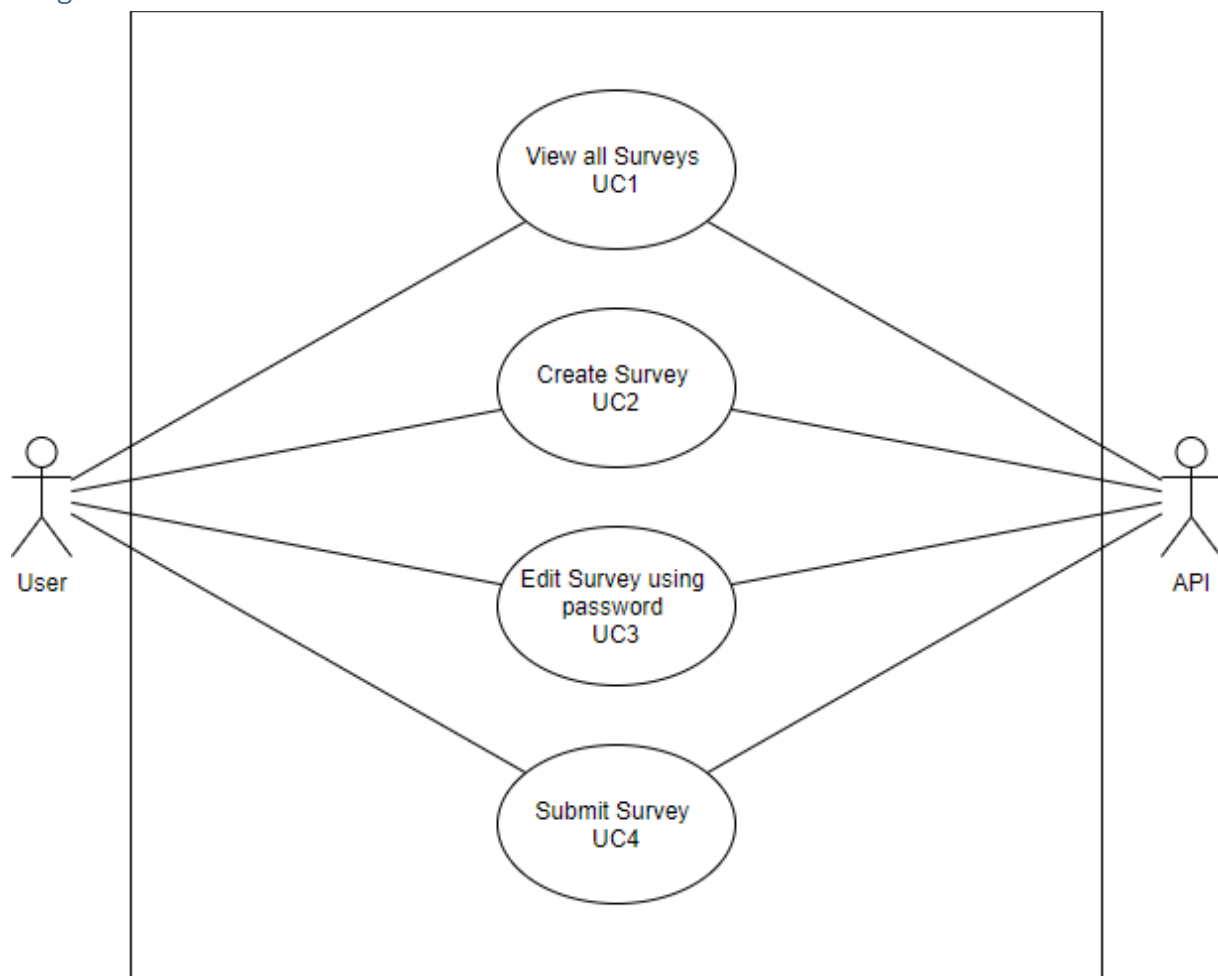 View all Surveys
UC1
Create Survey
UC2
User
API
Edit Survey using
password
UC3
Submit Survey
UC4